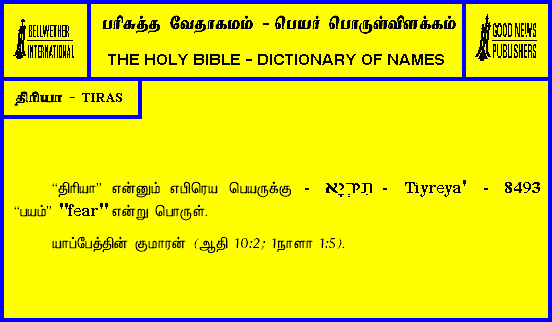 BELLWETHER
INTERNATIONAL
பரிசுத்த வேதாகமம் - பெயர் பொருள்விளக்கம்
THE HOLY BIBLE - DICTIONARY OF NAMES
GOOD NEWS
PUBLISHERS
திரியா - TIRAS
“திரியா” என்னும் எபிரெய பெயருக்கு - תִּירְיָא - Tiyreya' - 8493
“பயம்” "fear" என்று பொருள்.
யாப்பேத்தின் குமாரன் (ஆதி 10:2; 1நாளா 1:5).